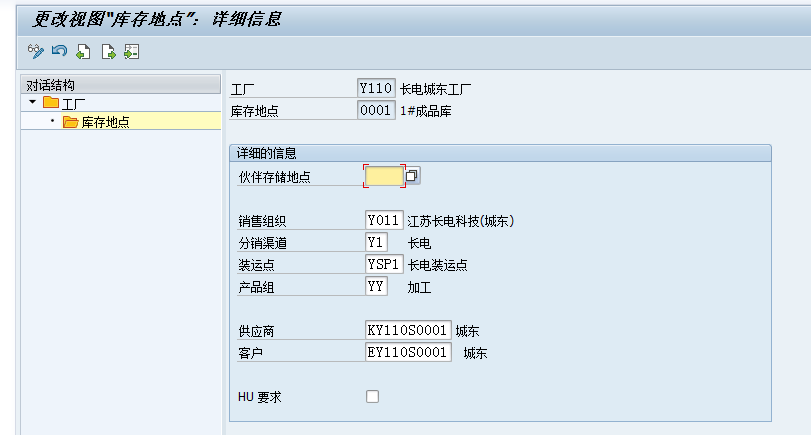 更改视图"库存地点"：详细信息
对话结构
工厂
库存地点
工厂 Y110 长电城东工厂
库存地点 0001 1#成品库
详细的信息
伙伴存储地点
销售组织 Y011 江苏长电科技(城东)
分销渠道 Y1 长电
装运点 YSP1 长电装运点
产品组 YY 加工
供应商 KY110S0001 城东
客户 EY110S0001 城东
HU 要求